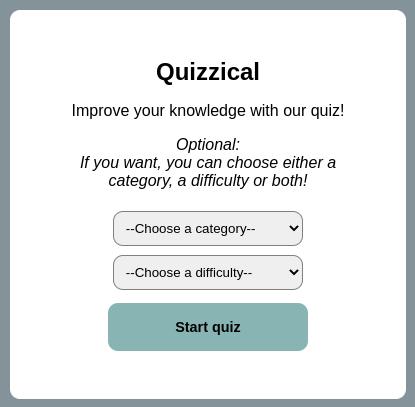 Quizzical
Improve your knowledge with our quiz!
Optional:
If you want, you can choose either a
category, a difficulty or both!
--Choose a category--
--Choose a difficulty--
Start quiz